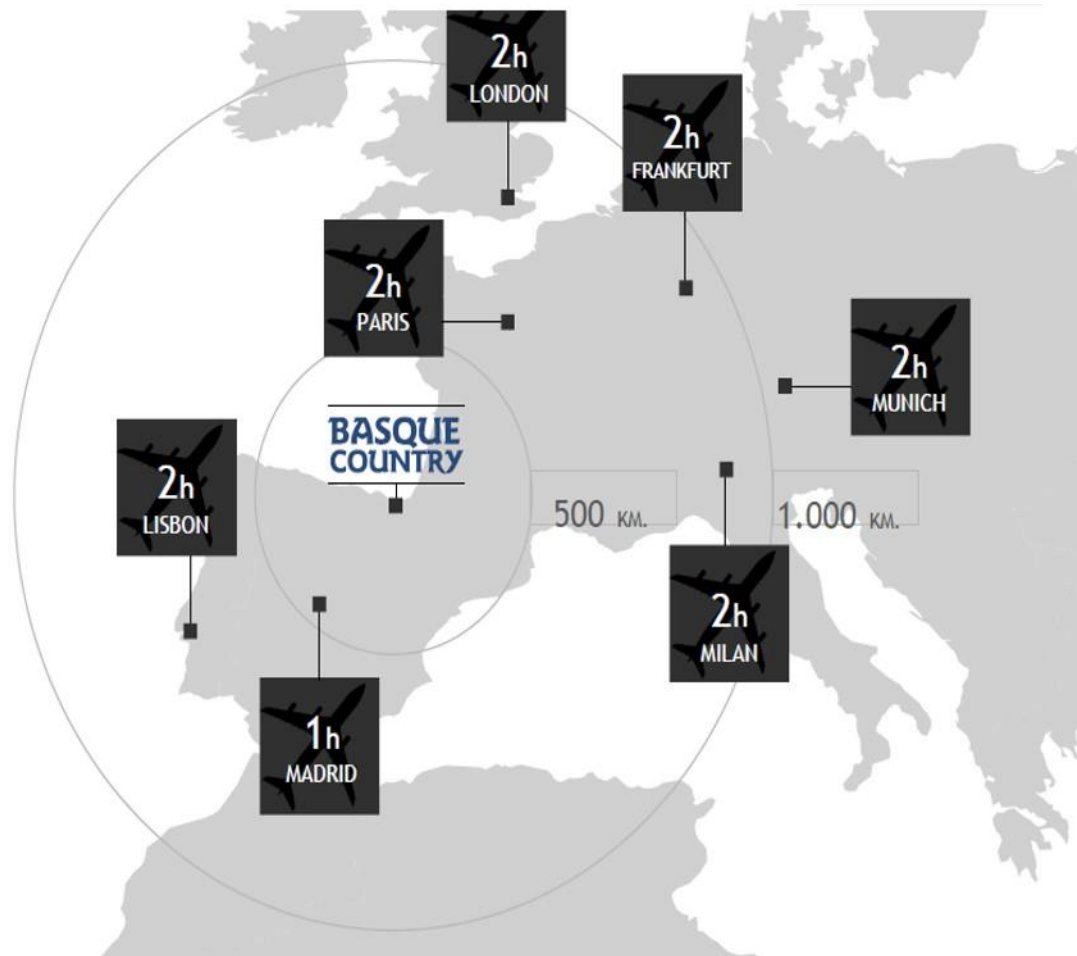 2h
LONDON
2h
FRANKFURT
2h
PARIS
2h
MUNICH
BASQUE
COUNTRY
2h
LISBON
500 KM.
1.000 KM.
2h
MILAN
1h
MADRID